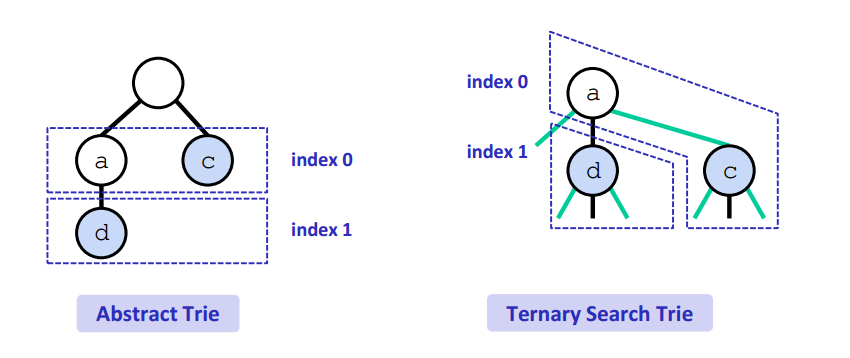 a
c
index 0
d
index 1
Abstract Trie
index 0
a
index 1
d
c
Ternary Search Trie